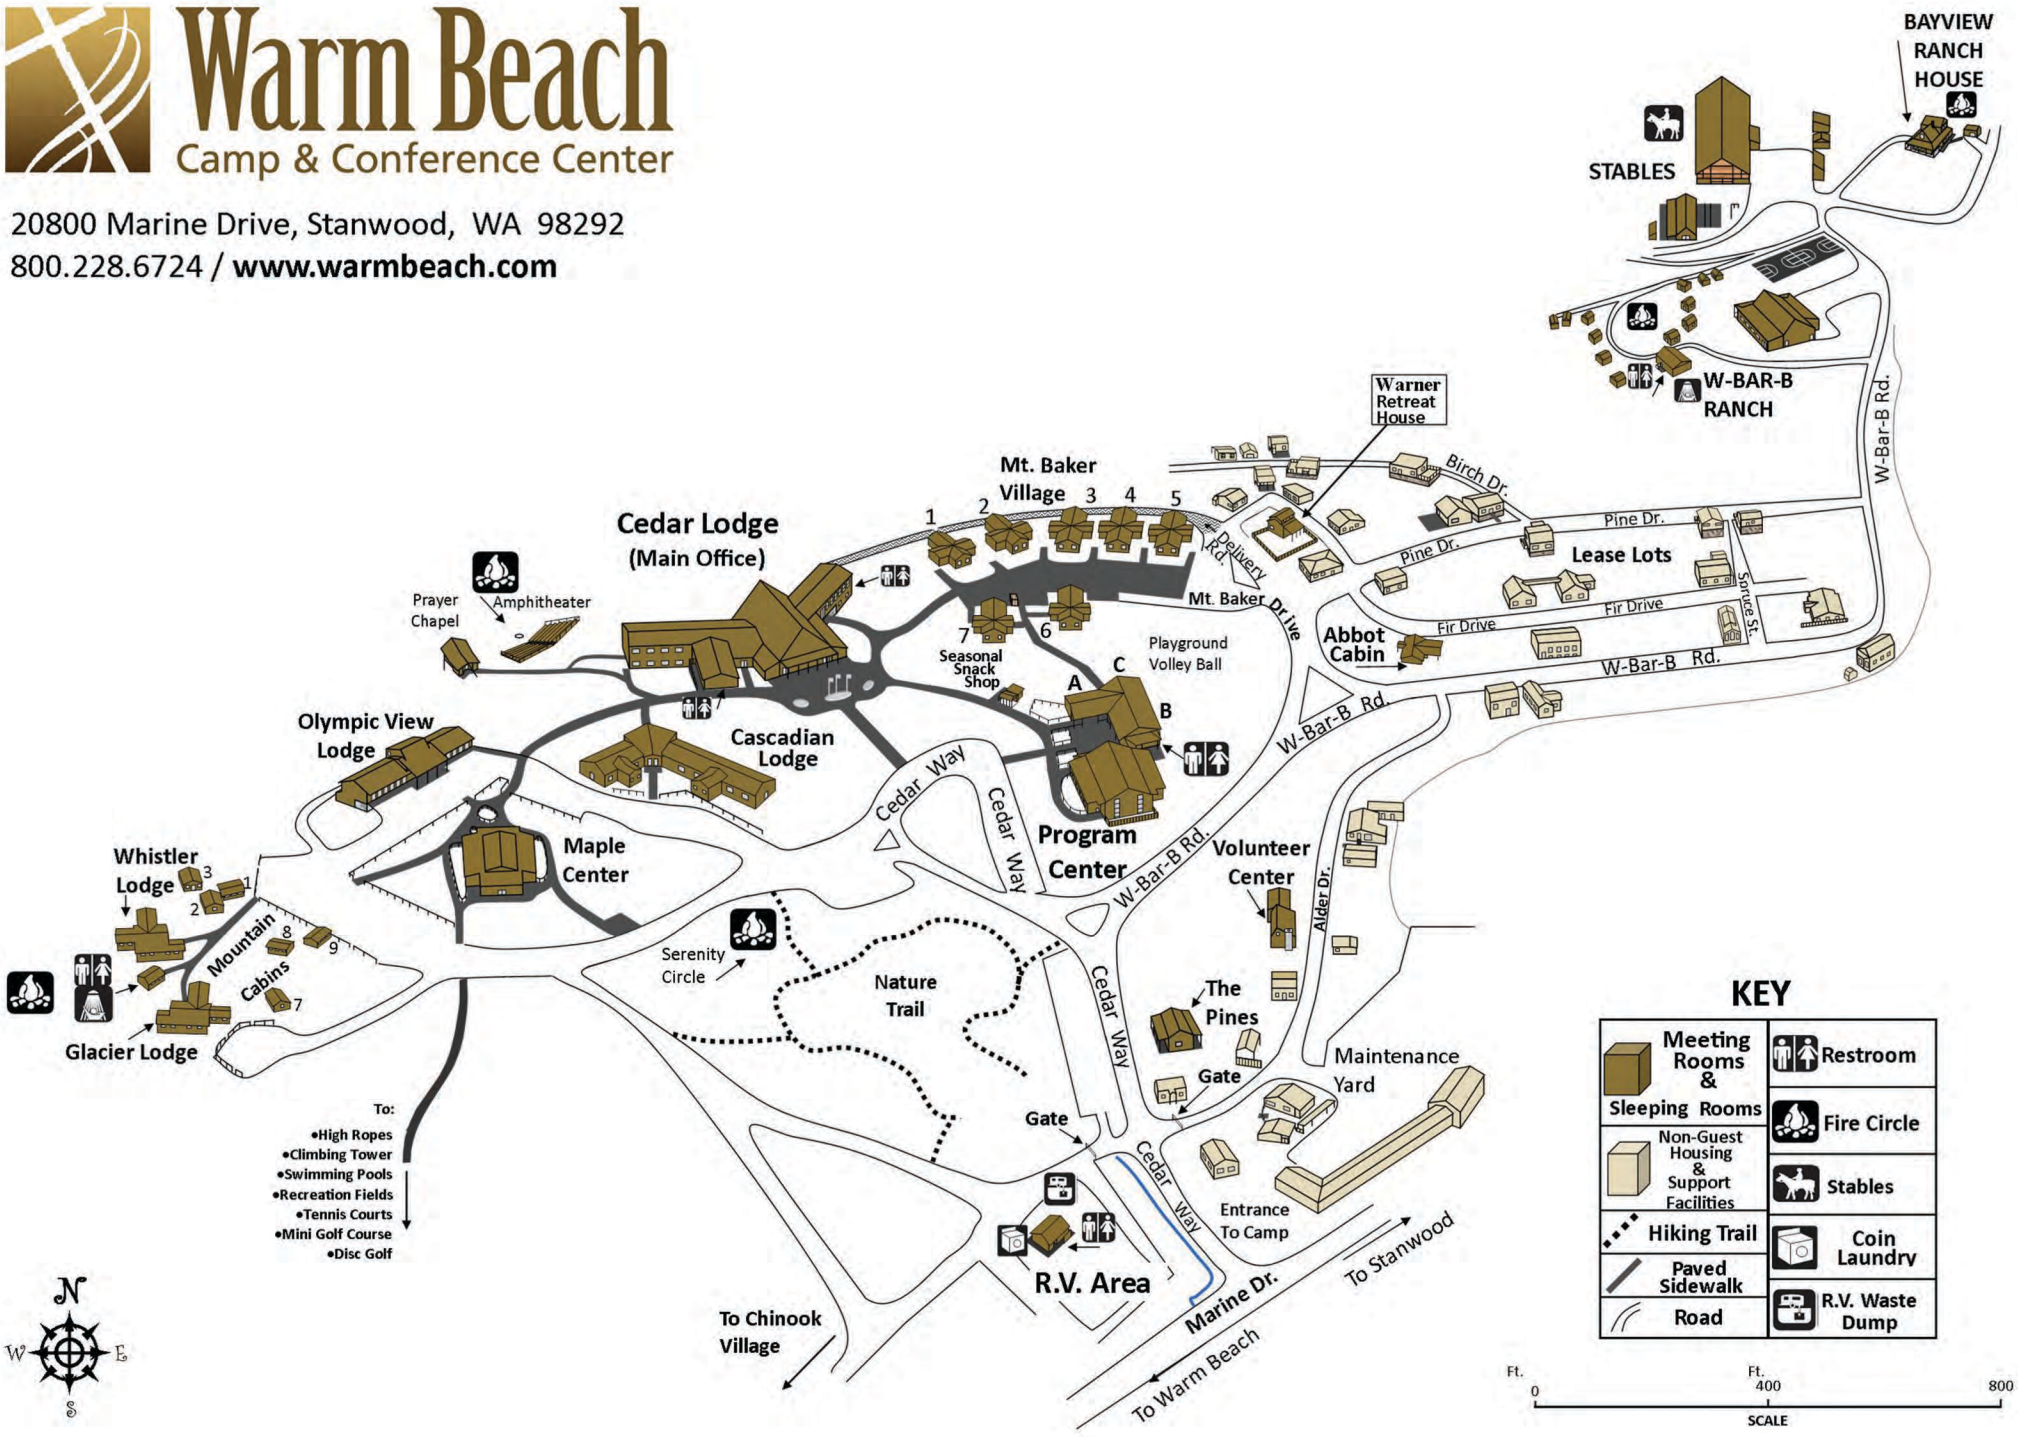 Warm Beach
Camp & Conference Center
20800 Marine Drive, Stanwood, WA 98292
800.228.6724 / www.warmbeach.com
BAYVIEW
RANCH
HOUSE
STABLES
W-BAR-B
RANCH
W-Bar-B Rd.
Warner
Retreat
House
Birch Dr.
Pine Dr.
Pine Dr.
Lease Lots
Spruce St.
Fir Drive
Fir Drive
W-Bar-B Rd.
Abbot
Cabin
Mt. Baker
Village
1
2
3
4
5
6
7
Delivery
Rd.
Mt. Baker Drive
Cedar Lodge
(Main Office)
Prayer
Chapel
Amphitheater
Playground
Volley Ball
Seasonal
Snack
Shop
A
C
B
W-Bar-B Rd.
Olympic View
Lodge
Cascadian
Lodge
Cedar Way
Cedar Way
Program
Center
W-Bar-B Rd.
Maple
Center
Whistler
Lodge
3
1
2
Mountain
Cabins
8
9
7
Glacier Lodge
Volunteer
Center
Alder Dr.
Serenity
Circle
Nature
Trail
Cedar Way
The
Pines
Gate
Maintenance
Yard
Gate
Cedar Way
Entrance
To Camp
To:
•High Ropes
•Climbing Tower
•Swimming Pools
•Recreation Fields
•Tennis Courts
•Mini Golf Course
•Disc Golf
R.V. Area
To Chinook
Village
Marine Dr.
To Stanwood
To Warm Beach
N
W
E
S
KEY
Meeting
Rooms
&
Sleeping Rooms
Non-Guest
Housing
&
Support
Facilities
Hiking Trail
Paved
Sidewalk
Road
Restroom
Fire Circle
Stables
Coin
Laundry
R.V. Waste
Dump
Ft.
Ft.
0
400
800
SCALE